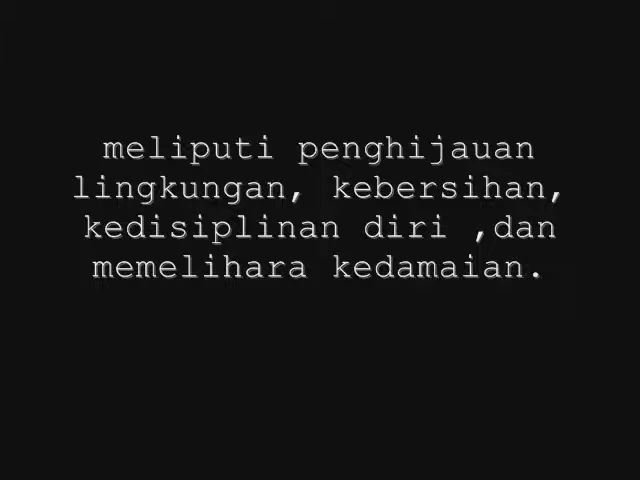 meliputi penghijauan
lingkungan, kebersihan,
kedisiplinan diri ,dan
memelihara kedamaian.